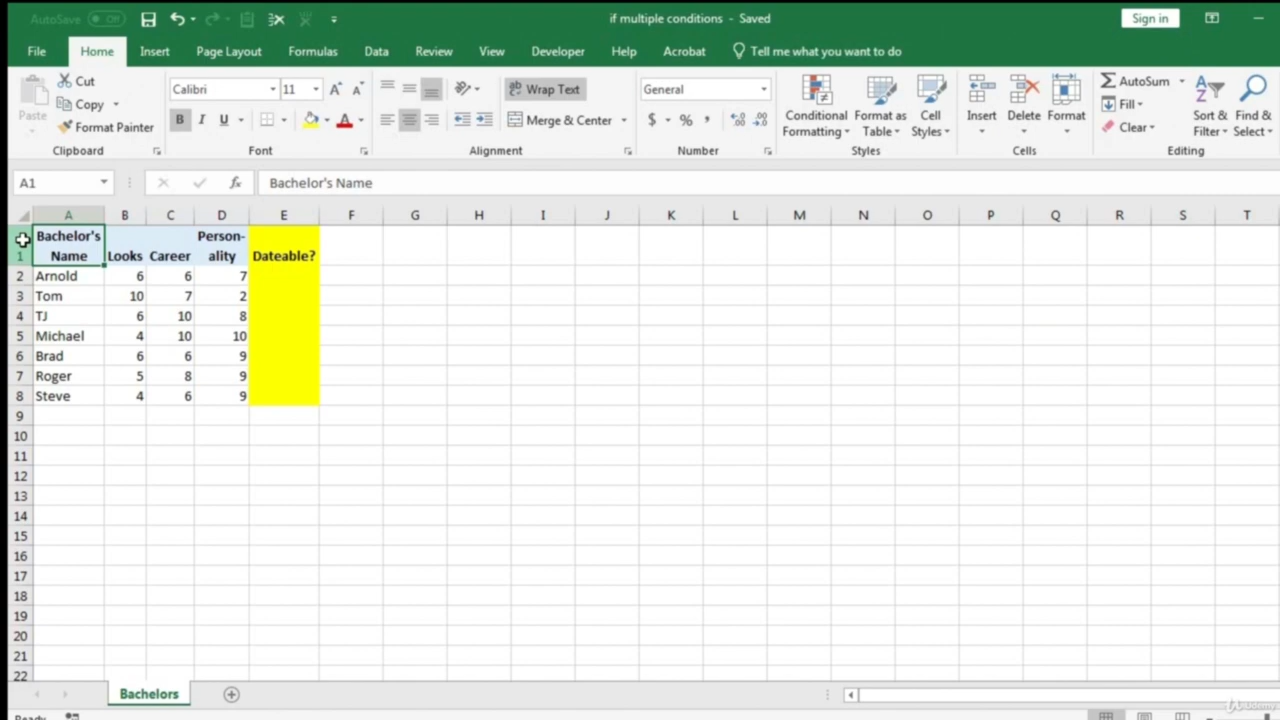 AutoSave Off if multiple conditions - Saved Sign in
File Home Insert Page Layout Formulas Data Review View Developer Help Acrobat Tell me what you want to do
Paste Cut Copy Format Painter
Calibri 11 A A
B I U A
Wrap Text
Merge & Center
General
$ % ,
Conditional Formatting Format as Table Cell Styles
Insert Delete Format
AutoSum Fill Clear
Sort & Filter Find & Select
Clipboard Font Alignment Number Styles Cells Editing
A1 fx Bachelor's Name
A B C D E F G H I J K L M N O P Q R S T
Bachelor's Person-
1 Name Looks Career ality Dateable?
2 Arnold 6 6 7
3 Tom 10 7 2
4 TJ 6 10 8
5 Michael 4 10 10
6 Brad 6 6 9
7 Roger 5 8 9
8 Steve 4 6 9
9
10
11
12
13
14
15
16
17
18
19
20
21
22
Bachelors
Ready
Udemy